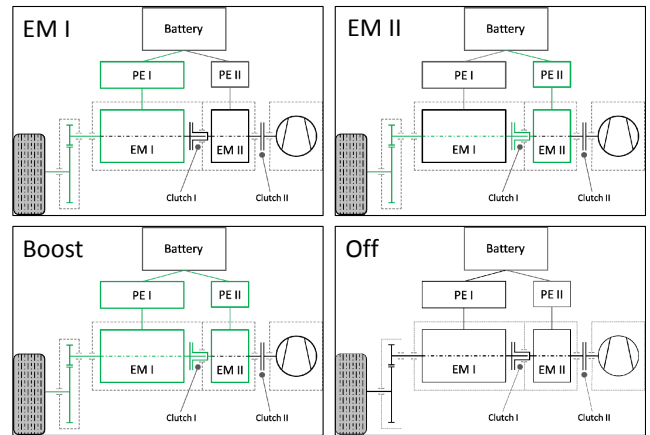 EM I
Battery
PE I
PE II
EM I
EM II
Clutch I
Clutch II
EM II
Battery
PE I
PE II
EM I
EM II
Clutch I
Clutch II
Boost
Battery
PE I
PE II
EM I
EM II
Clutch I
Clutch II
Off
Battery
PE I
PE II
EM I
EM II
Clutch I
Clutch II